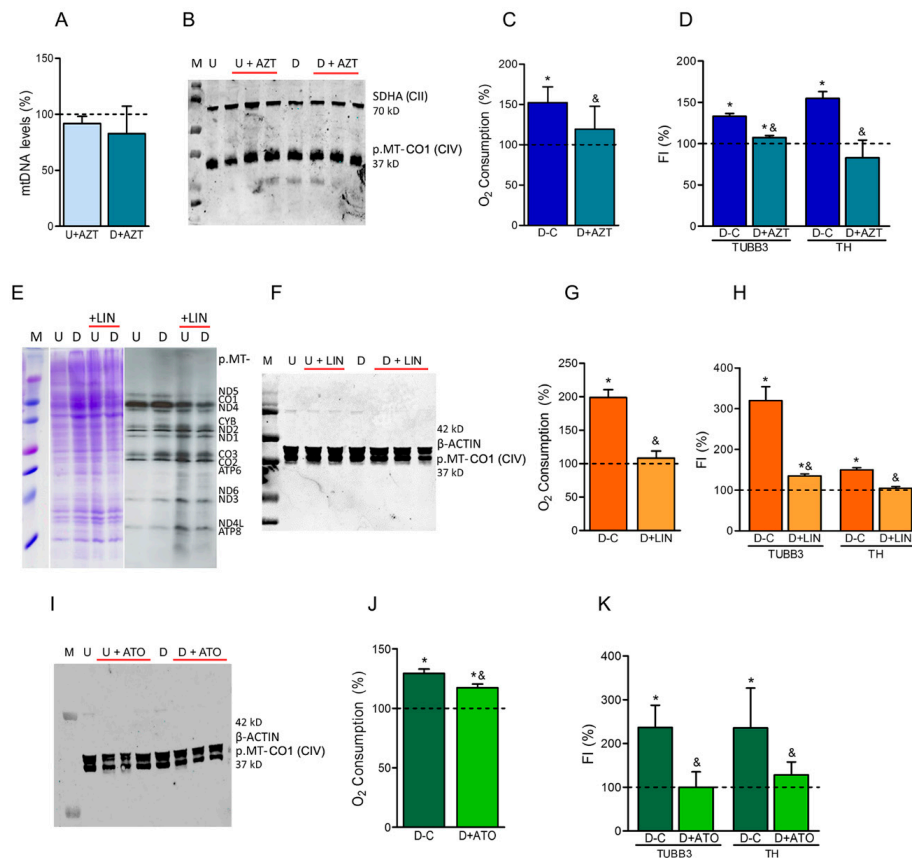 A
B
C
D
mtDNA levels (%)
150
100
50
0
U+AZT D+AZT
M U U + AZT D D + AZT
SDHA (CII)
70 kD
p.MT-CO1 (CIV)
37 kD
O2 Consumption (%)
200
150
100
50
0
* &
D-C D+AZT
FI (%)
200
150
100
50
0
* *& * &
D-C D+AZT D-C D+AZT
TUBB3 TH
E
F
G
H
+LIN +LIN
M U D U D U D U D
p.MT-
ND5
CO1
ND4
CYB
ND2
ND1
CO3
CO2
ATP6
ND6
ND3
ND4L
ATP8
M U U + LIN D D + LIN
42 kD
β-ACTIN
p.MT-CO1 (CIV)
37 kD
O2 Consumption (%)
200
150
100
50
0
* &
D-C D+LIN
FI (%)
400
300
200
100
0
* *& * &
D-C D+LIN D-C D+LIN
TUBB3 TH
I
J
K
M U U + ATO D D + ATO
42 kD
β-ACTIN
p.MT-CO1 (CIV)
37 kD
O2 Consumption (%)
150
100
50
0
* *&
D-C D+ATO
FI (%)
400
300
200
100
0
* & * &
D-C D+ATO D-C D+ATO
TUBB3 TH